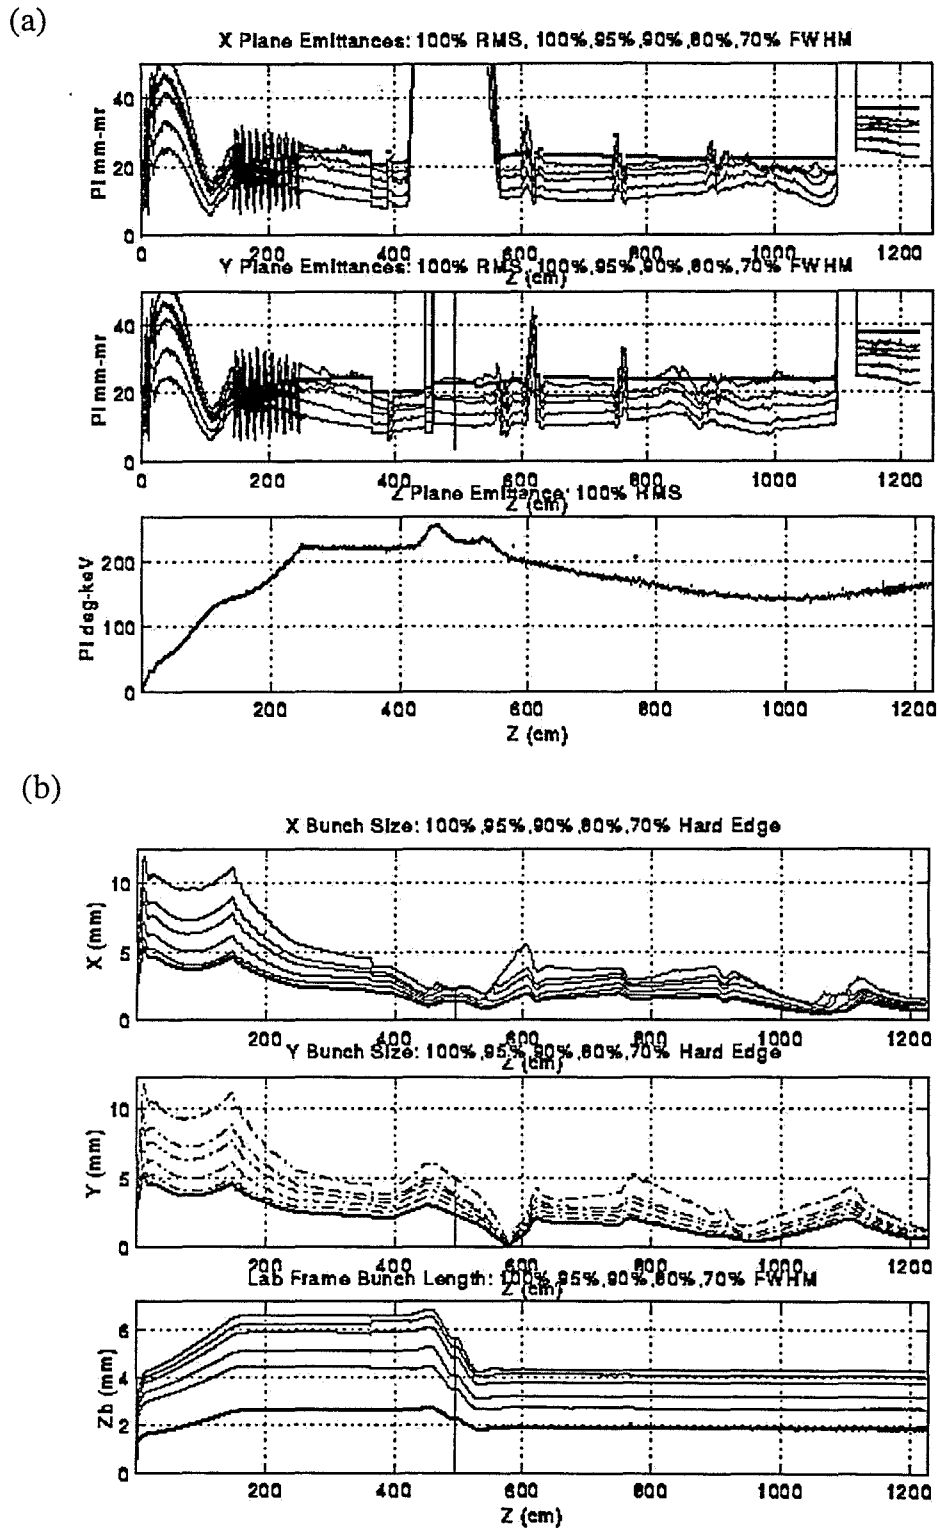 (a)
X Plane Emittances: 100% RMS, 100%,95%,90%,80%,70% FWHM
PI mm-mr
40
20
0
0 200 400 600 800 1000 1200
Z (cm)
Y Plane Emittances: 100% RMS, 100%,95%,90%,80%,70% FWHM
PI mm-mr
40
20
0
0 200 400 600 800 1000 1200
Z (cm)
Z Plane Emittance: 100% RMS
PI deg-keV
200
100
0
200 400 600 800 1000 1200
Z (cm)
(b)
X Bunch Size: 100%,95%,90%,80%,70% Hard Edge
X (mm)
10
5
0
200 400 600 800 1000 1200
Z (cm)
Y Bunch Size: 100%,95%,90%,80%,70% Hard Edge
Y (mm)
10
5
0
200 400 600 800 1000 1200
Z (cm)
Lab Frame Bunch Length: 100%,95%,90%,80%,70% FWHM
Zb (mm)
6
4
2
0
200 400 600 800 1000 1200
Z (cm)